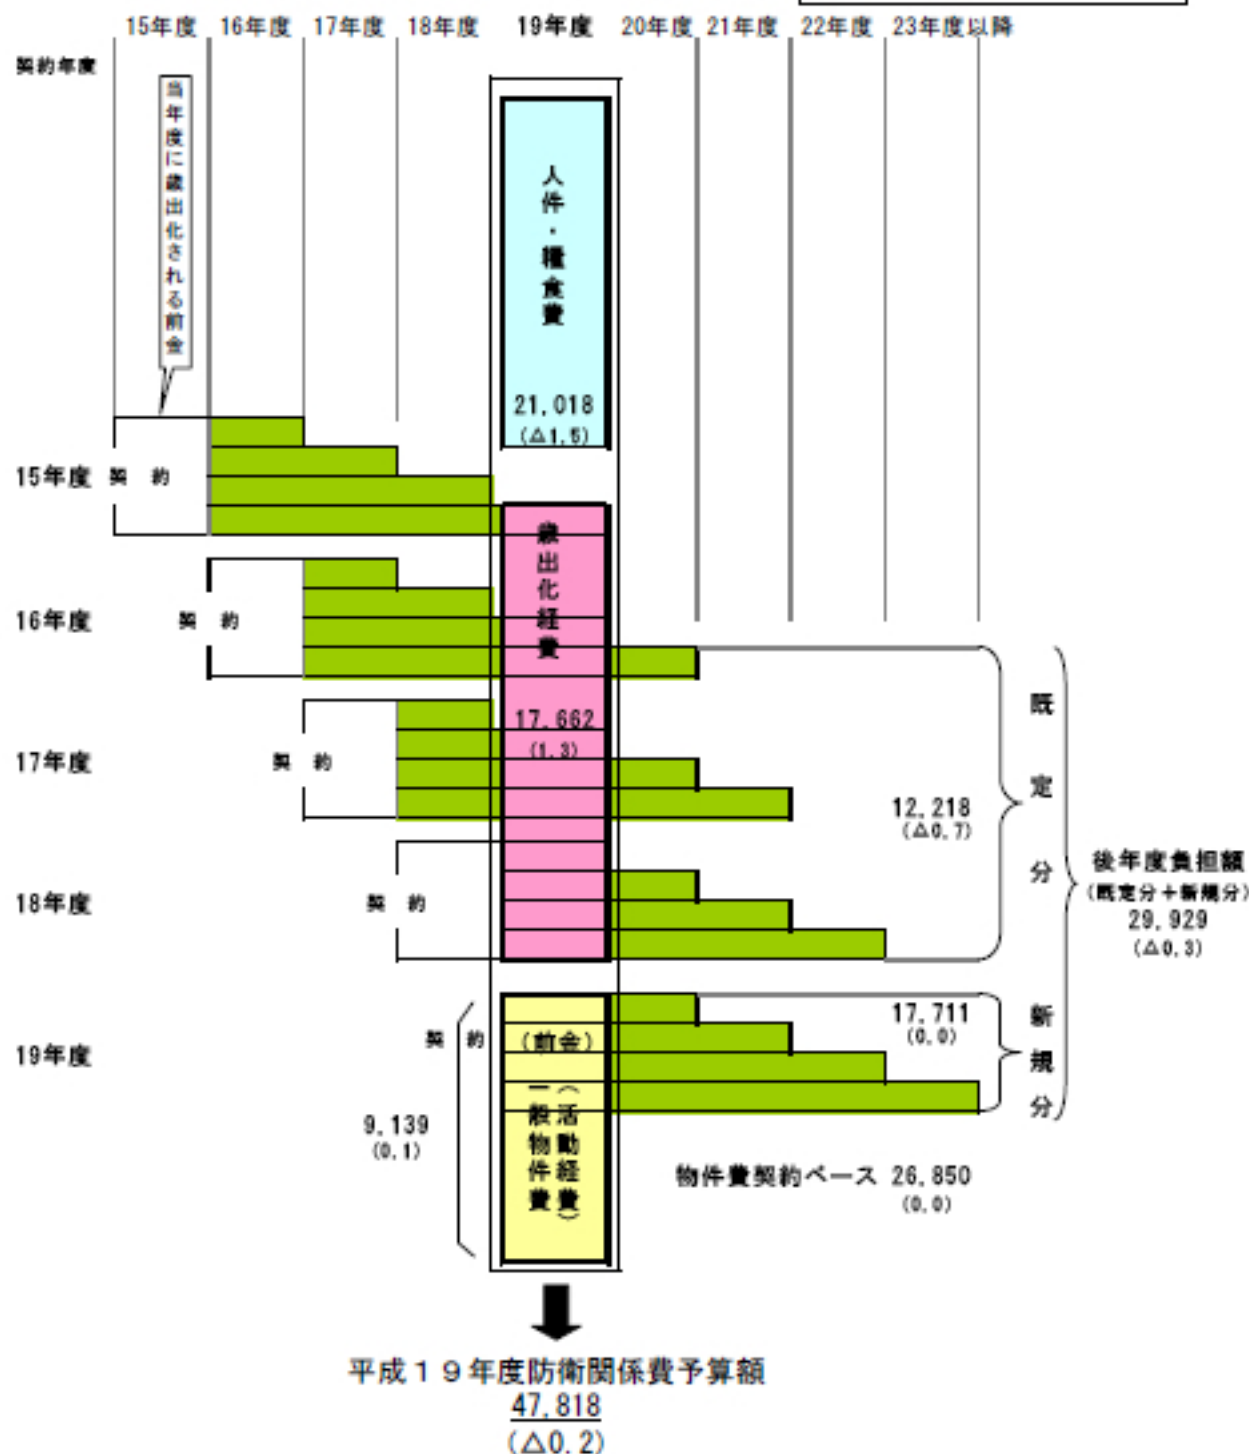 15年度 16年度 17年度 18年度 19年度 20年度 21年度 22年度 23年度以降
契約年度
当年度に歳出化される前金
人件・糧食費
21,018
(△1.5)
15年度 契約
歳出化経費
16年度 契約
既定分
17,662
(1.3)
17年度 契約
12,218
(△0.7)
後年度負担額
(既定分+新規分)
29,929
(△0.3)
18年度 契約
17,711
(0.0)
新規分
19年度 契約 (前金)
一般物件費
(活動経費)
9,139
(0.1)
物件費契約ベース 26,850
(0.0)
平成19年度防衛関係費予算額
47,818
(△0.2)